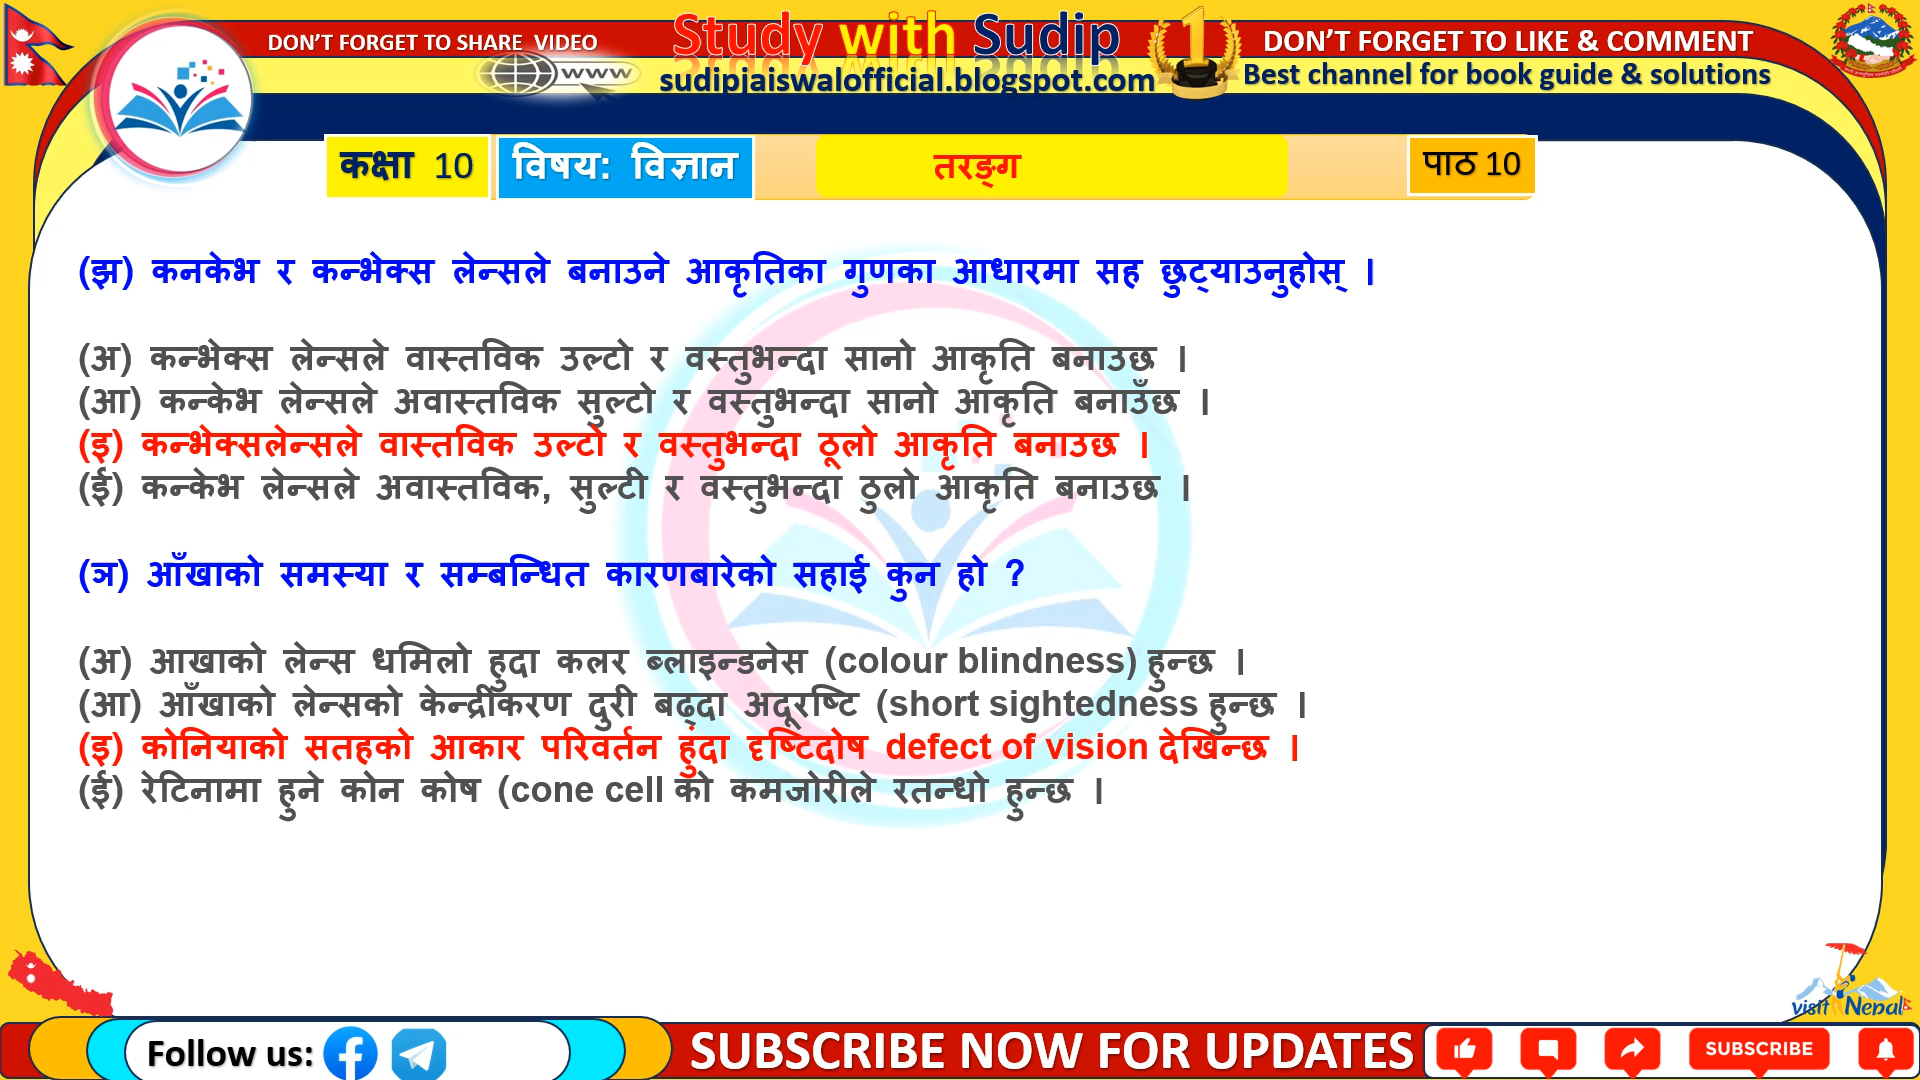 DON'T FORGET TO SHARE VIDEO
www
Study with Sudip
sudipjaiswalofficial.blogspot.com
1
DON'T FORGET TO LIKE & COMMENT
Best channel for book guide & solutions
कक्षा 10
विषय: विज्ञान
तरङ्ग
पाठ 10
(झ) कनकेभ र कन्भेक्स लेन्सले बनाउने आकृतिका गुणका आधारमा सह छुट्याउनुहोस् ।
(अ) कन्भेक्स लेन्सले वास्तविक उल्टो र वस्तुभन्दा सानो आकृति बनाउछ ।
(आ) कन्केभ लेन्सले अवास्तविक सुल्टो र वस्तुभन्दा सानो आकृति बनाउँछ ।
(इ) कन्भेक्सलेन्सले वास्तविक उल्टो र वस्तुभन्दा ठूलो आकृति बनाउछ ।
(ई) कन्केभ लेन्सले अवास्तविक, सुल्टी र वस्तुभन्दा ठुलो आकृति बनाउछ ।
(ञ) आँखाको समस्या र सम्बन्धित कारणबारेको सहाई कुन हो ?
(अ) आखाको लेन्स धमिलो हुदा कलर ब्लाइन्डनेस (colour blindness) हुन्छ ।
(आ) आँखाको लेन्सको केन्द्रीकरण दुरी बढ्दा अदूरष्टि (short sightedness हुन्छ ।
(इ) कोनियाको सतहको आकार परिवर्तन हुंदा दृष्टिदोष defect of vision देखिन्छ ।
(ई) रेटिनामा हुने कोन कोष (cone cell को कमजोरीले रतन्धो हुन्छ ।
visit Nepal
Follow us:
SUBSCRIBE NOW FOR UPDATES
SUBSCRIBE